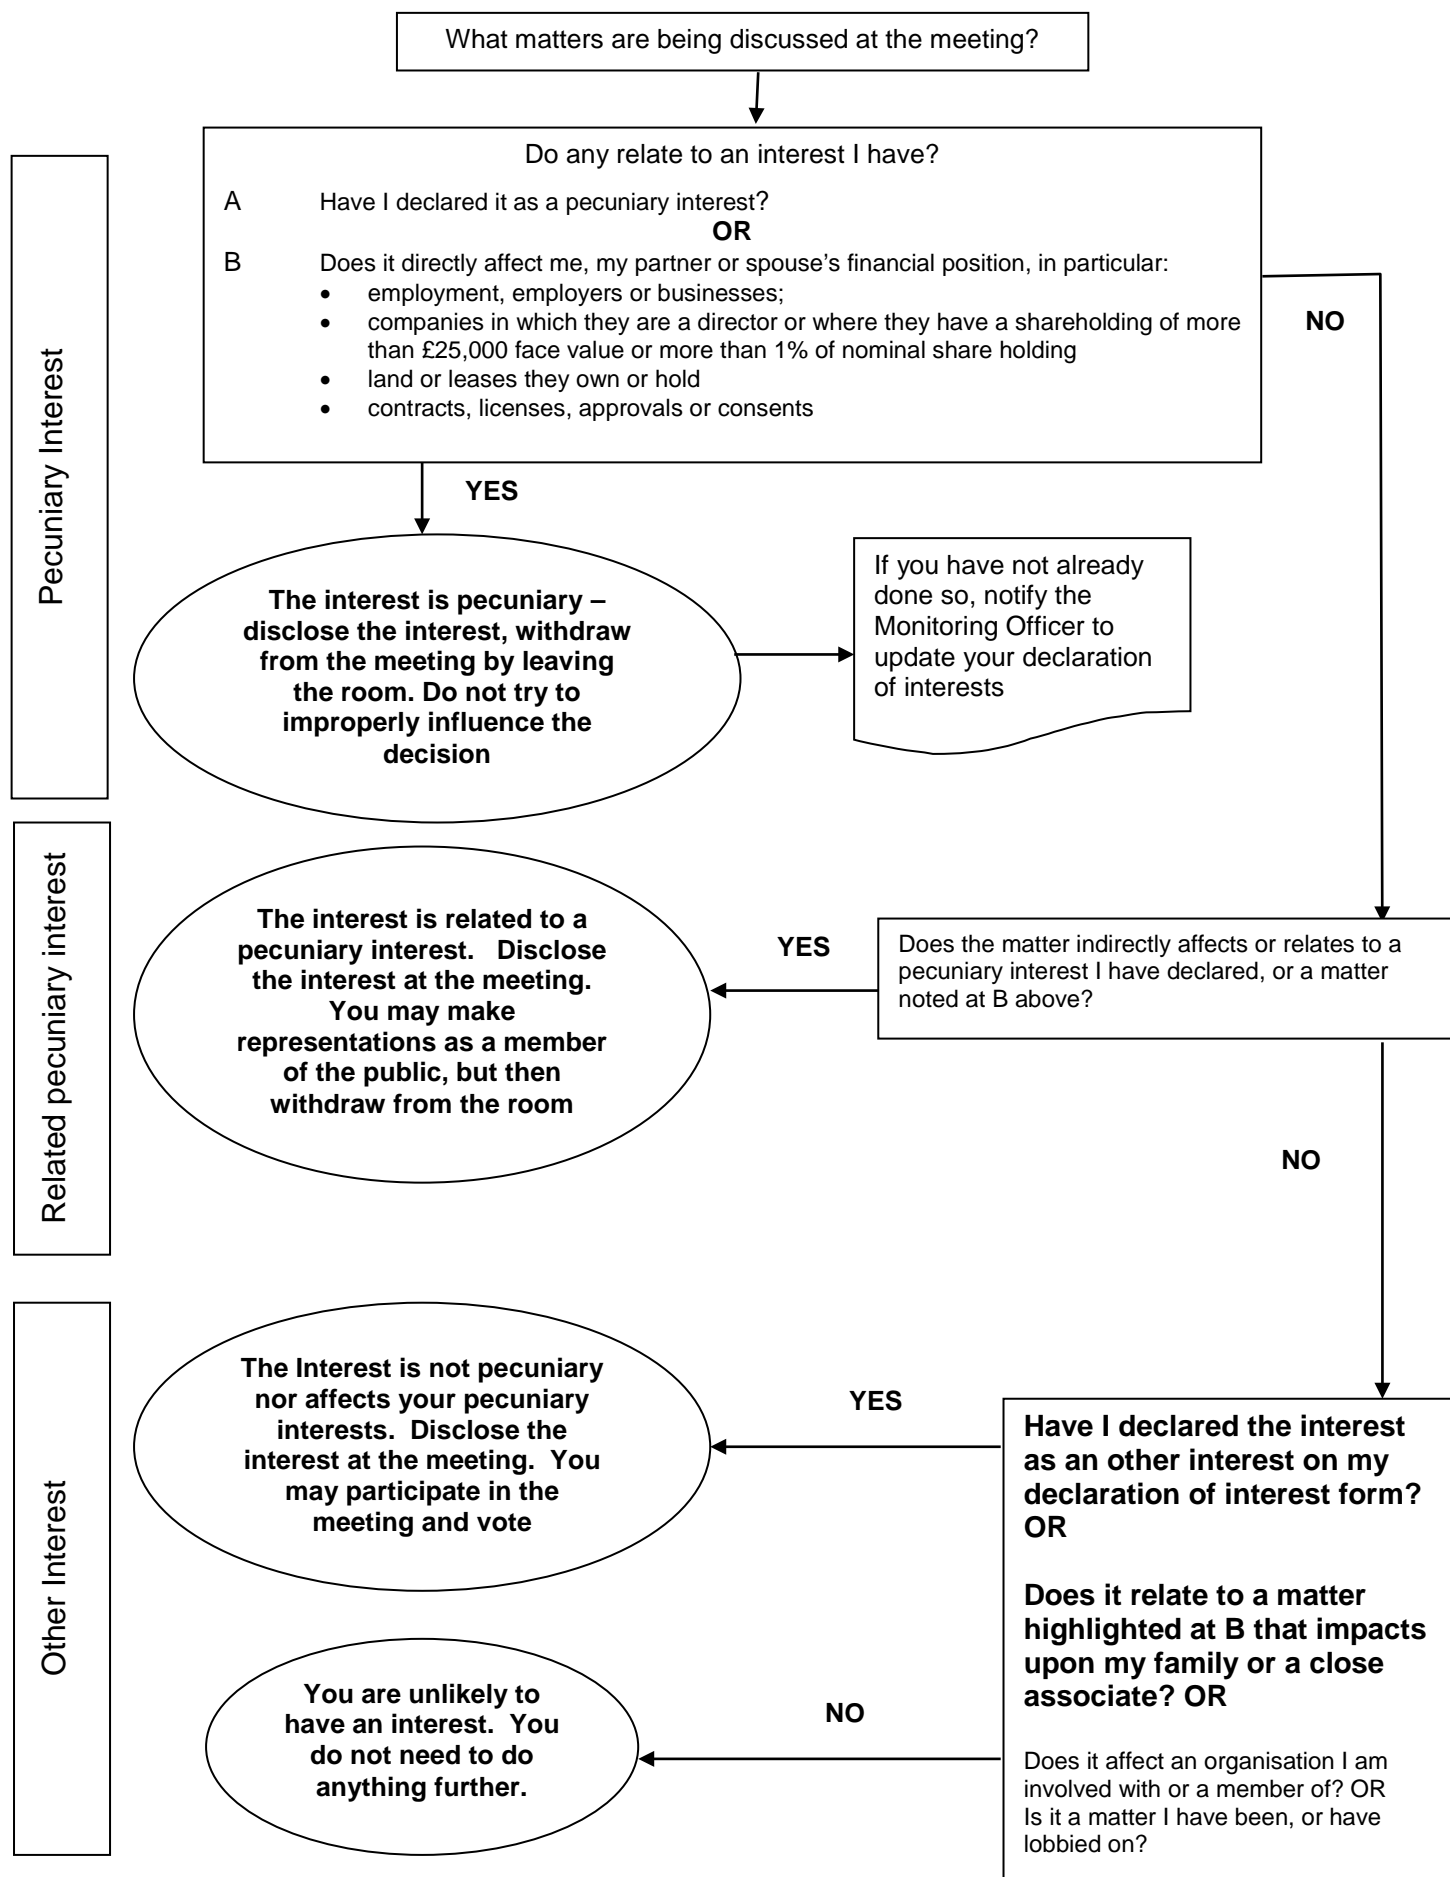 What matters are being discussed at the meeting?
Pecuniary Interest
Do any relate to an interest I have?
A Have I declared it as a pecuniary interest?
OR
B Does it directly affect me, my partner or spouse's financial position, in particular:
• employment, employers or businesses;
• companies in which they are a director or where they have a shareholding of more
than £25,000 face value or more than 1% of nominal share holding
• land or leases they own or hold
• contracts, licenses, approvals or consents
NO
YES
The interest is pecuniary –
disclose the interest, withdraw
from the meeting by leaving
the room. Do not try to
improperly influence the
decision
If you have not already
done so, notify the
Monitoring Officer to
update your declaration
of interests
Related pecuniary interest
The interest is related to a
pecuniary interest. Disclose
the interest at the meeting.
You may make
representations as a member
of the public, but then
withdraw from the room
YES
Does the matter indirectly affects or relates to a
pecuniary interest I have declared, or a matter
noted at B above?
NO
Other Interest
The Interest is not pecuniary
nor affects your pecuniary
interests. Disclose the
interest at the meeting. You
may participate in the
meeting and vote
YES
Have I declared the interest
as an other interest on my
declaration of interest form?
OR
Does it relate to a matter
highlighted at B that impacts
upon my family or a close
associate? OR
Does it affect an organisation I am
involved with or a member of? OR
Is it a matter I have been, or have
lobbied on?
NO
You are unlikely to
have an interest. You
do not need to do
anything further.